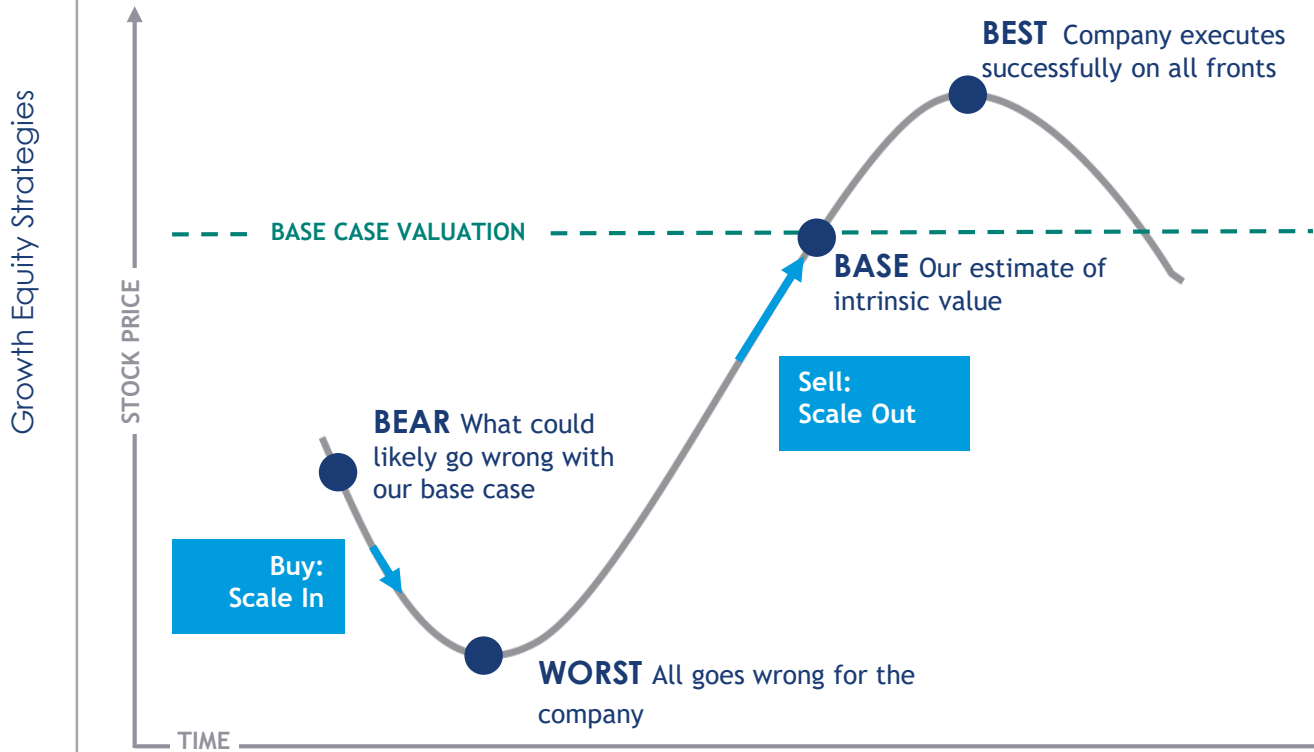 Growth Equity Strategies
STOCK PRICE
BEST Company executes
successfully on all fronts
BASE CASE VALUATION
BASE Our estimate of
intrinsic value
Sell:
Scale Out
BEAR What could
likely go wrong with
our base case
Buy:
Scale In
WORST All goes wrong for the
company
TIME